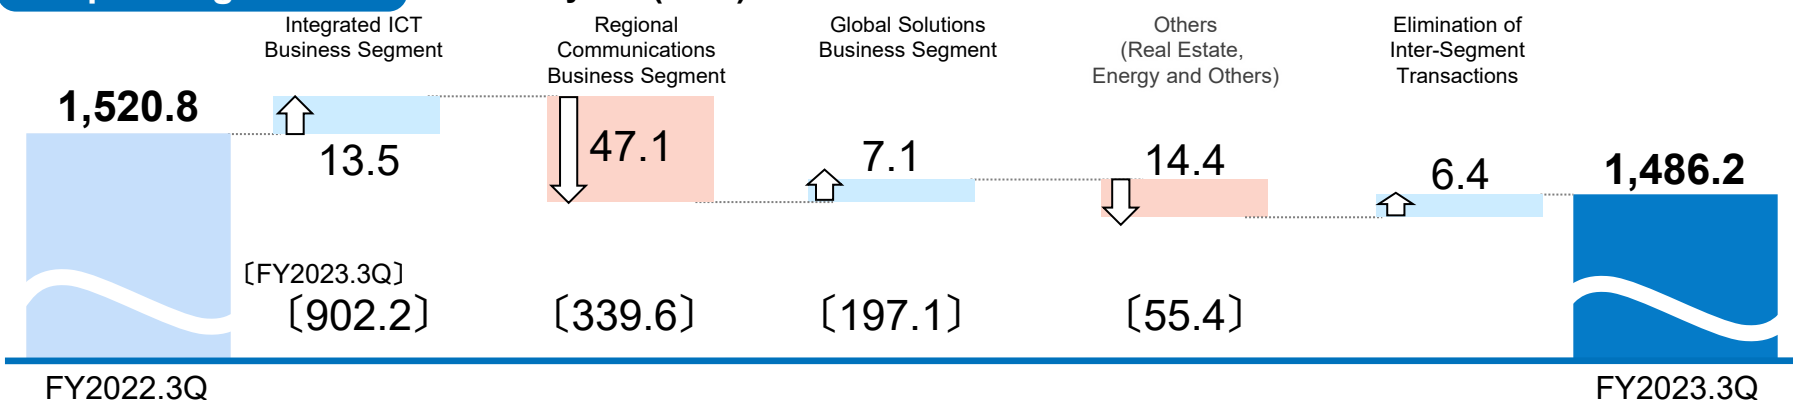 Integrated ICT
Business Segment
Regional
Communications
Business Segment
Global Solutions
Business Segment
Others
(Real Estate,
Energy and Others)
Elimination of
Inter-Segment
Transactions
1,520.8
13.5
47.1
7.1
14.4
6.4
1,486.2
〔FY2023.3Q〕
〔902.2〕
〔339.6〕
〔197.1〕
〔55.4〕
FY2022.3Q
FY2023.3Q